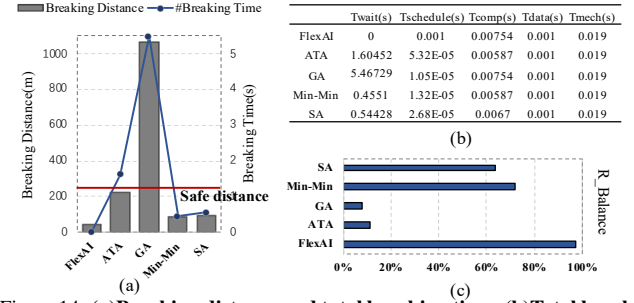 Breaking Distance #Breaking Time
Breaking Distance(m)
1000
800
600
400
200
0
5
4
3
2
0
Breaking Time(s)
Safe distance
FlexAI ATA GA Min-Min SA
(a)
Twait(s) Tschedule(s) Tcomp(s) Tdata(s) Tmech(s)
FlexAI 0 0.001 0.00754 0.001 0.019
ATA 1.60452 5.32E-05 0.00587 0.001 0.019
GA 5.46729 1.05E-05 0.00754 0.001 0.019
Min-Min 0.4551 1.32E-05 0.00587 0.001 0.019
SA 0.54428 2.68E-05 0.0067 0.001 0.019
(b)
SA
Min-Min
GA
ATA
FlexAI
0% 20% 40% 60% 80% 100%
R_Balance
(c)